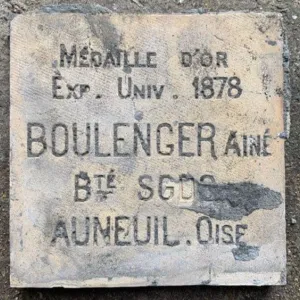 MÉDAILLE D'OR
EXP. UNIV. 1878
BOULENGER AINÉ
BTÉ SGDG
AUNEUIL. OISE